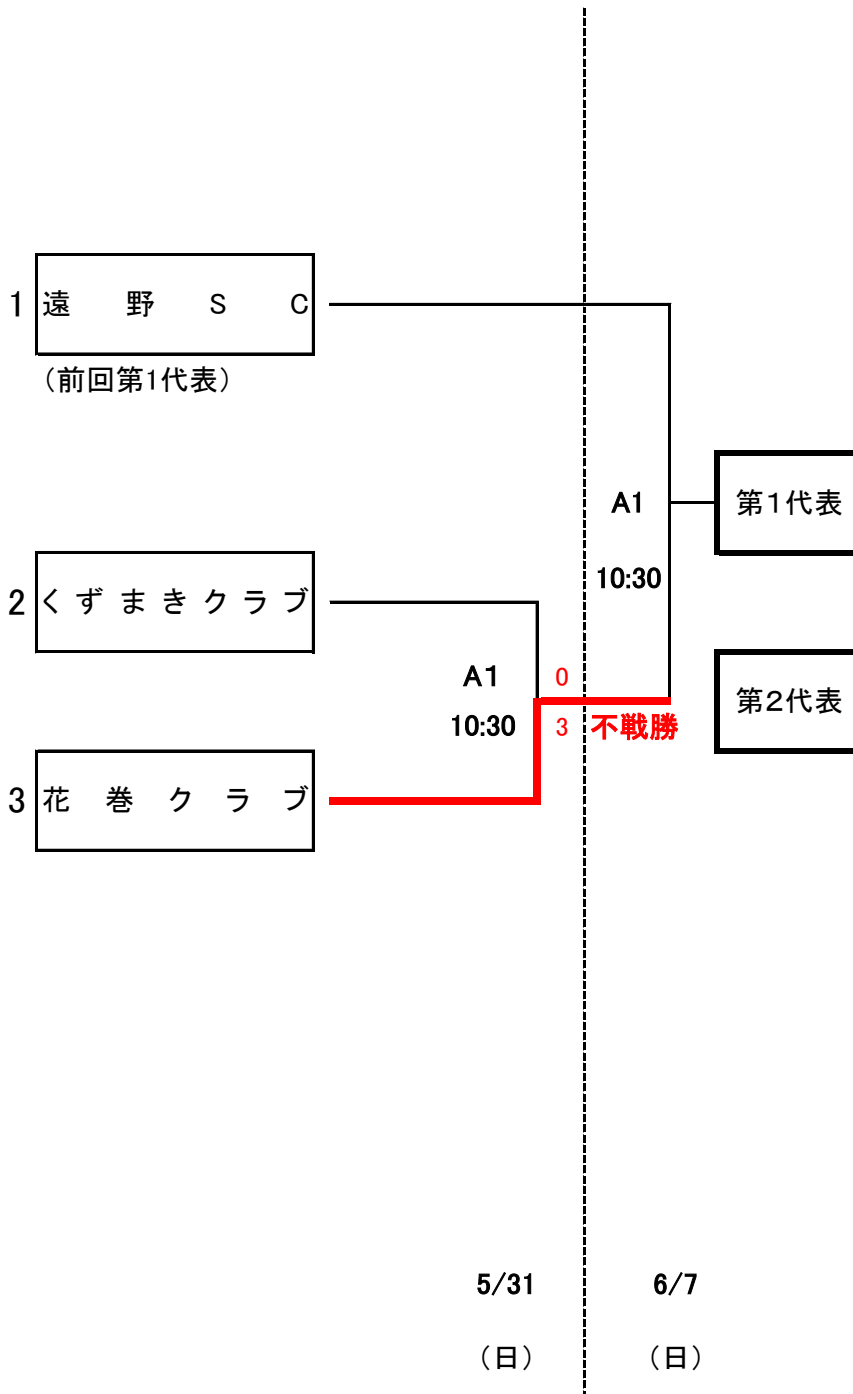 1 遠野SC
（前回第1代表）
A1
第1代表
10:30
2 くずまきクラブ
A1
0
10:30
3 不戦勝
第2代表
3 花巻クラブ
5/31
6/7
（日）
（日）